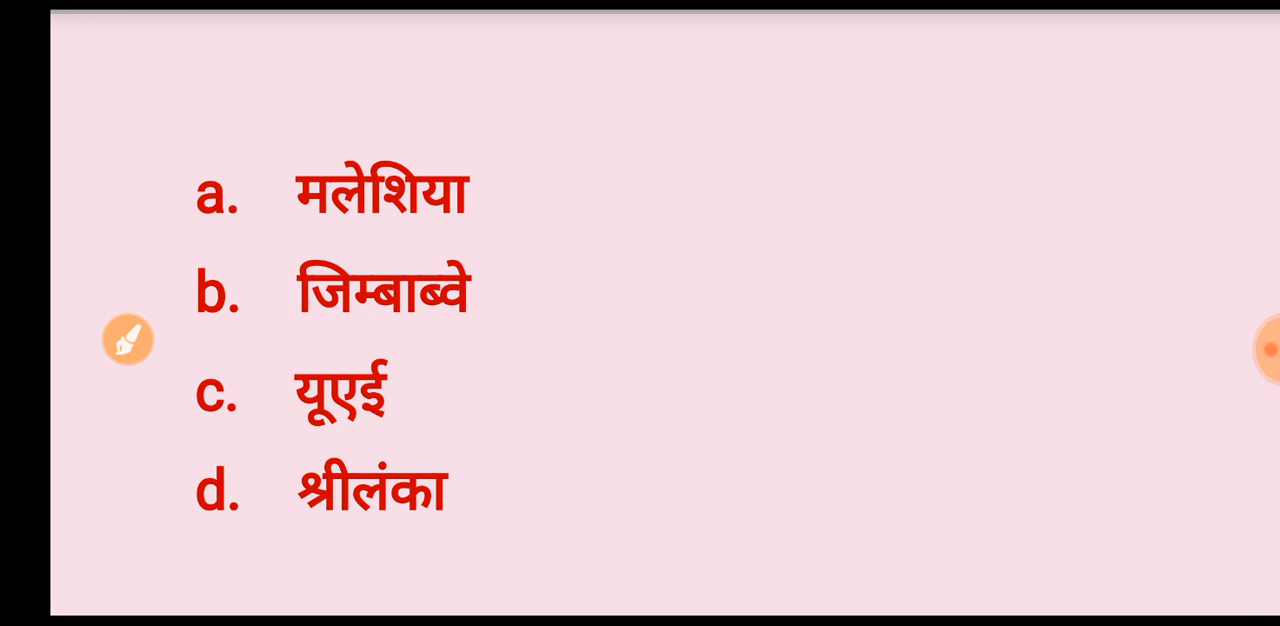 a. मलेशिया
b. जिम्बाब्वे
c. यूएई
d. श्रीलंका